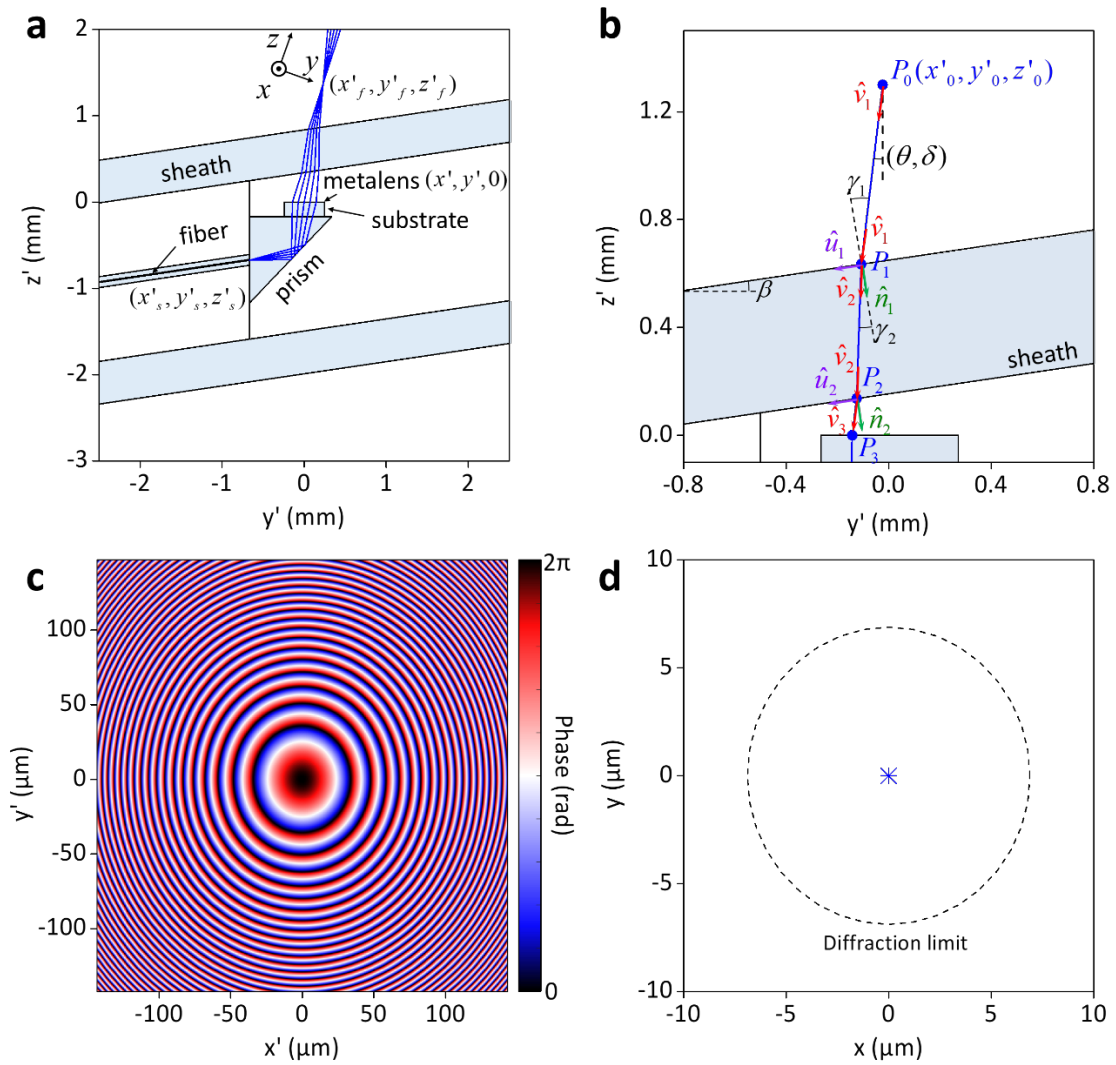 a
2
1
0
-1
-2
-3
z' (mm)
-2
-1
0
1
2
y' (mm)
z
y
x
(x'f, y'f, z'f)
sheath
metalens (x', y', 0)
substrate
fiber
prism
(x's, y's, z's)
b
1.2
0.8
0.4
0.0
z' (mm)
-0.8
-0.4
0.0
0.4
0.8
y' (mm)
P0(x'0, y'0, z'0)
v̂1
(θ, δ)
γ1
v̂1
û1
P1
β
v̂2
n̂1
γ2
sheath
v̂2
û2
P2
v̂3
n̂2
P3
c
100
50
0
-50
-100
y' (μm)
-100
-50
0
50
100
x' (μm)
2π
Phase (rad)
0
d
10
5
0
-5
-10
y (μm)
Diffraction limit
-10
-5
0
5
10
x (μm)